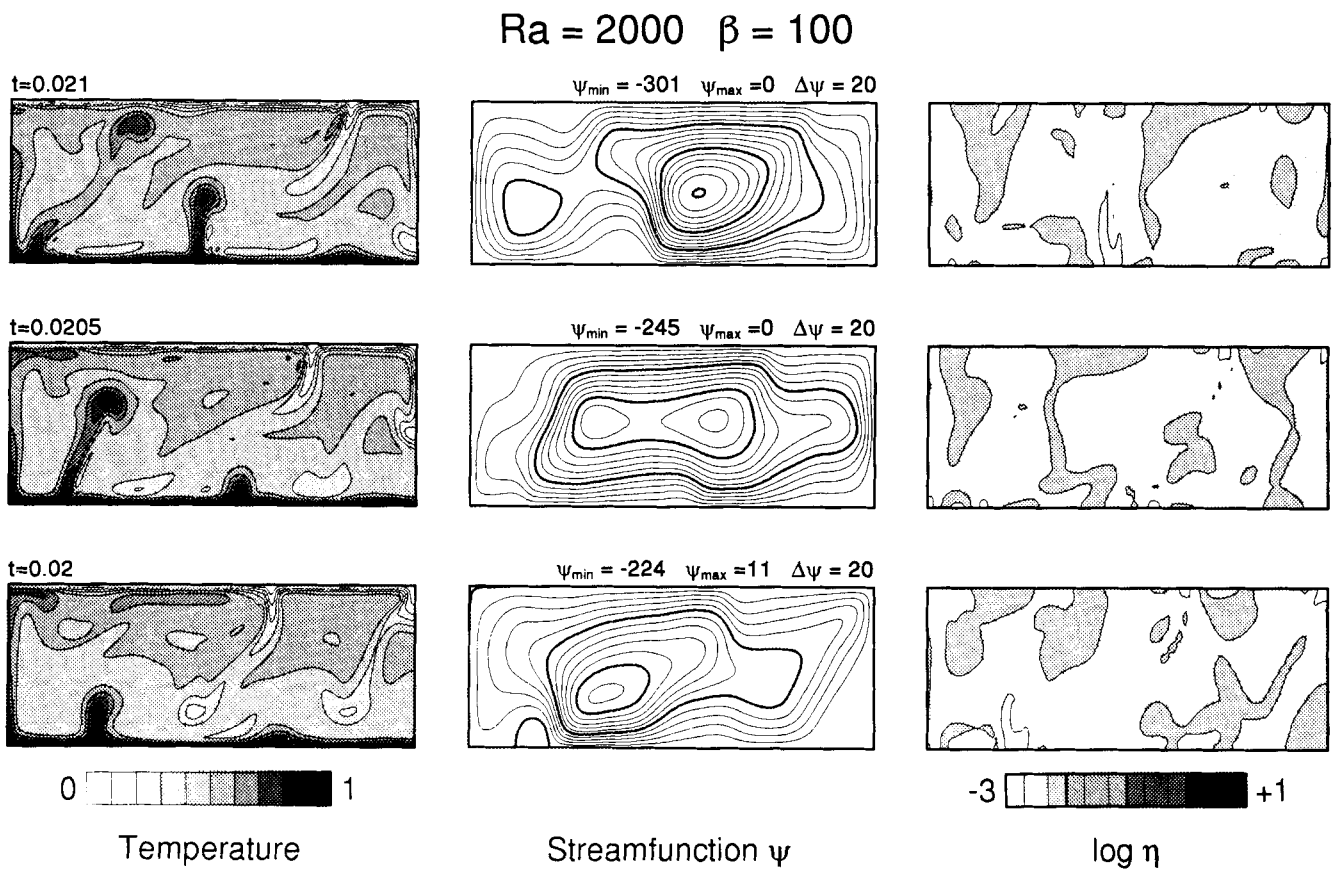 Ra = 2000 β = 100
t=0.021
ψmin = -301 ψmax =0 Δψ = 20
t=0.0205
ψmin = -245 ψmax =0 Δψ = 20
t=0.02
ψmin = -224 ψmax =11 Δψ = 20
0 1
-3 +1
Temperature
Streamfunction ψ
log η